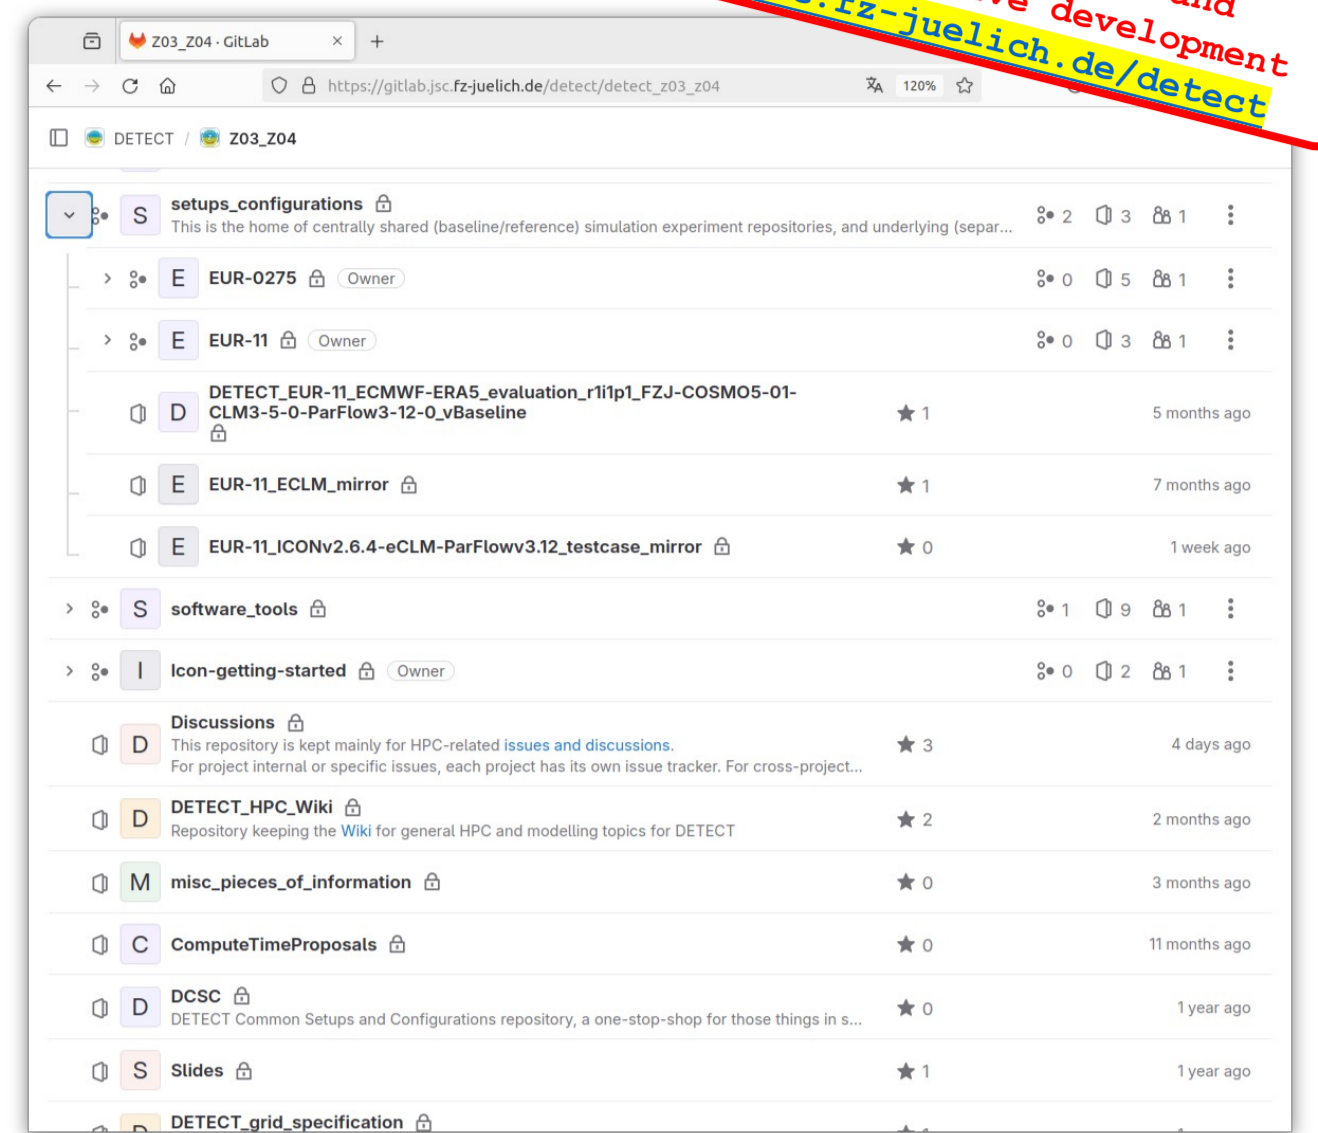 and
ve development
s.fz-juelich.de/detect
Z03_Z04 · GitLab × +
https://gitlab.jsc.fz-juelich.de/detect/detect_z03_z04 120%
DETECT / Z03_Z04
S setups_configurations
This is the home of centrally shared (baseline/reference) simulation experiment repositories, and underlying (separ... 2 3 1
E EUR-0275 Owner 0 5 1
E EUR-11 Owner 0 3 1
DETECT_EUR-11_ECMWF-ERA5_evaluation_r1i1p1_FZJ-COSMO5-01-
D CLM3-5-0-ParFlow3-12-0_vBaseline 1 5 months ago
E EUR-11_ECLM_mirror 1 7 months ago
E EUR-11_ICONv2.6.4-eCLM-ParFlowv3.12_testcase_mirror 0 1 week ago
S software_tools 1 9 1
I Icon-getting-started Owner 0 2 1
Discussions
D This repository is kept mainly for HPC-related issues and discussions. 3 4 days ago
For project internal or specific issues, each project has its own issue tracker. For cross-project...
D DETECT_HPC_Wiki 2 2 months ago
Repository keeping the Wiki for general HPC and modelling topics for DETECT
M misc_pieces_of_information 0 3 months ago
C ComputeTimeProposals 0 11 months ago
D DCSC 0 1 year ago
DETECT Common Setups and Configurations repository, a one-stop-shop for those things in s...
S Slides 1 1 year ago
DETECT_grid_specification